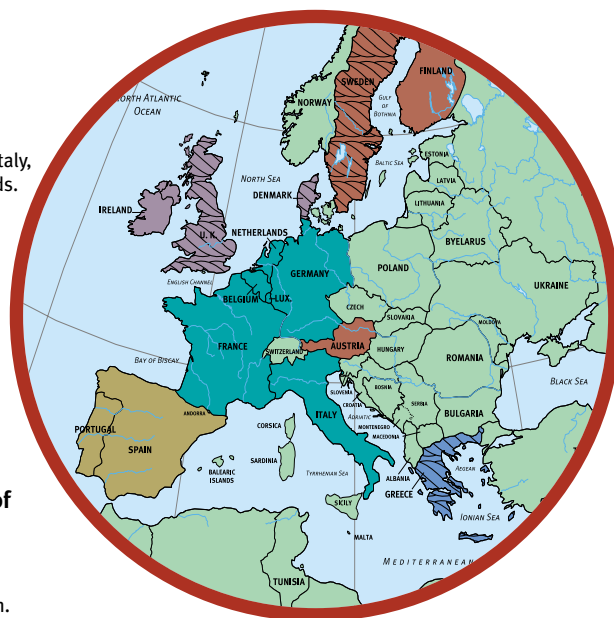 NORTH ATLANTIC
OCEAN
NORWAY
SWEDEN
FINLAND
GULF
OF
BOTHNIA
taly,
ds.
ESTONIA
BALTIC SEA
LATVIA
NORTH SEA
DENMARK
LITHUANIA
IRELAND
U.K.
NETHERLANDS
BYELARUS
GERMANY
POLAND
ENGLISH CHANNEL
BELGIUM
LUX.
UKRAINE
CZECH
SLOVAKIA
MOLDOVA
FRANCE
SWITZERLAND
AUSTRIA
HUNGARY
ROMANIA
BAY OF BISCAY
SLOVENIA
CROATIA
BOSNIA
SERBIA
BLACK SEA
ANDORRA
ITALY
ADRIATIC
MONTENEGRO
MACEDONIA
BULGARIA
PORTUGAL
SPAIN
CORSICA
SARDINIA
BALEARIC
ISLANDS
TYRRHENIAN SEA
ALBANIA
GREECE
AEGEAN
of
SICILY
IONIAN SEA
MALTA
MEDITERRANEAN
TUNISIA
n.